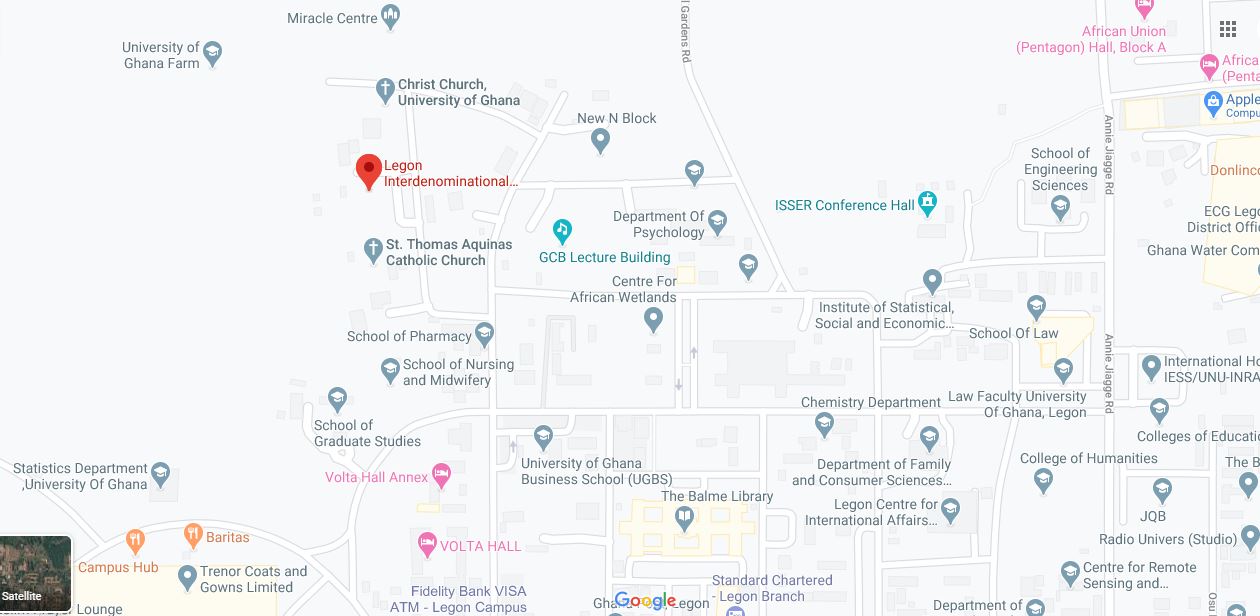 Miracle Centre
l Gardens Rd
African Union
(Pentagon) Hall, Block A
University of
Ghana Farm
Africa
(Penta
Christ Church,
University of Ghana
Apple
Compu
New N Block
Annie Jiagge Rd
School of
Engineering
Sciences
Legon
Interdenominational...
Donlinco
ISSER Conference Hall
Department Of
Psychology
ECG Lego
District Offi
St. Thomas Aquinas
Catholic Church
GCB Lecture Building
Ghana Water Com
Centre For
African Wetlands
Institute of Statistical,
Social and Economic...
School Of Law
School of Pharmacy
Annie Jiagge Rd
School of Nursing
and Midwifery
International Ho
IESS/UNU-INRA
Chemistry Department
Law Faculty University
Of Ghana, Legon
School of
Graduate Studies
Colleges of Educati
University of Ghana
Business School (UGBS)
Department of Family
and Consumer Sciences...
College of Humanities
The B
Statistics Department
,University Of Ghana
Volta Hall Annex
The Balme Library
Legon Centre for
International Affairs...
JQB
Baritas
VOLTA HALL
Radio Univers (Studio)
Campus Hub
Trenor Coats and
Gowns Limited
Centre for Remote
Sensing and...
Standard Chartered
- Legon Branch
Fidelity Bank VISA
ATM - Legon Campus
Satellite
Google
Legon
Department of
Lounge